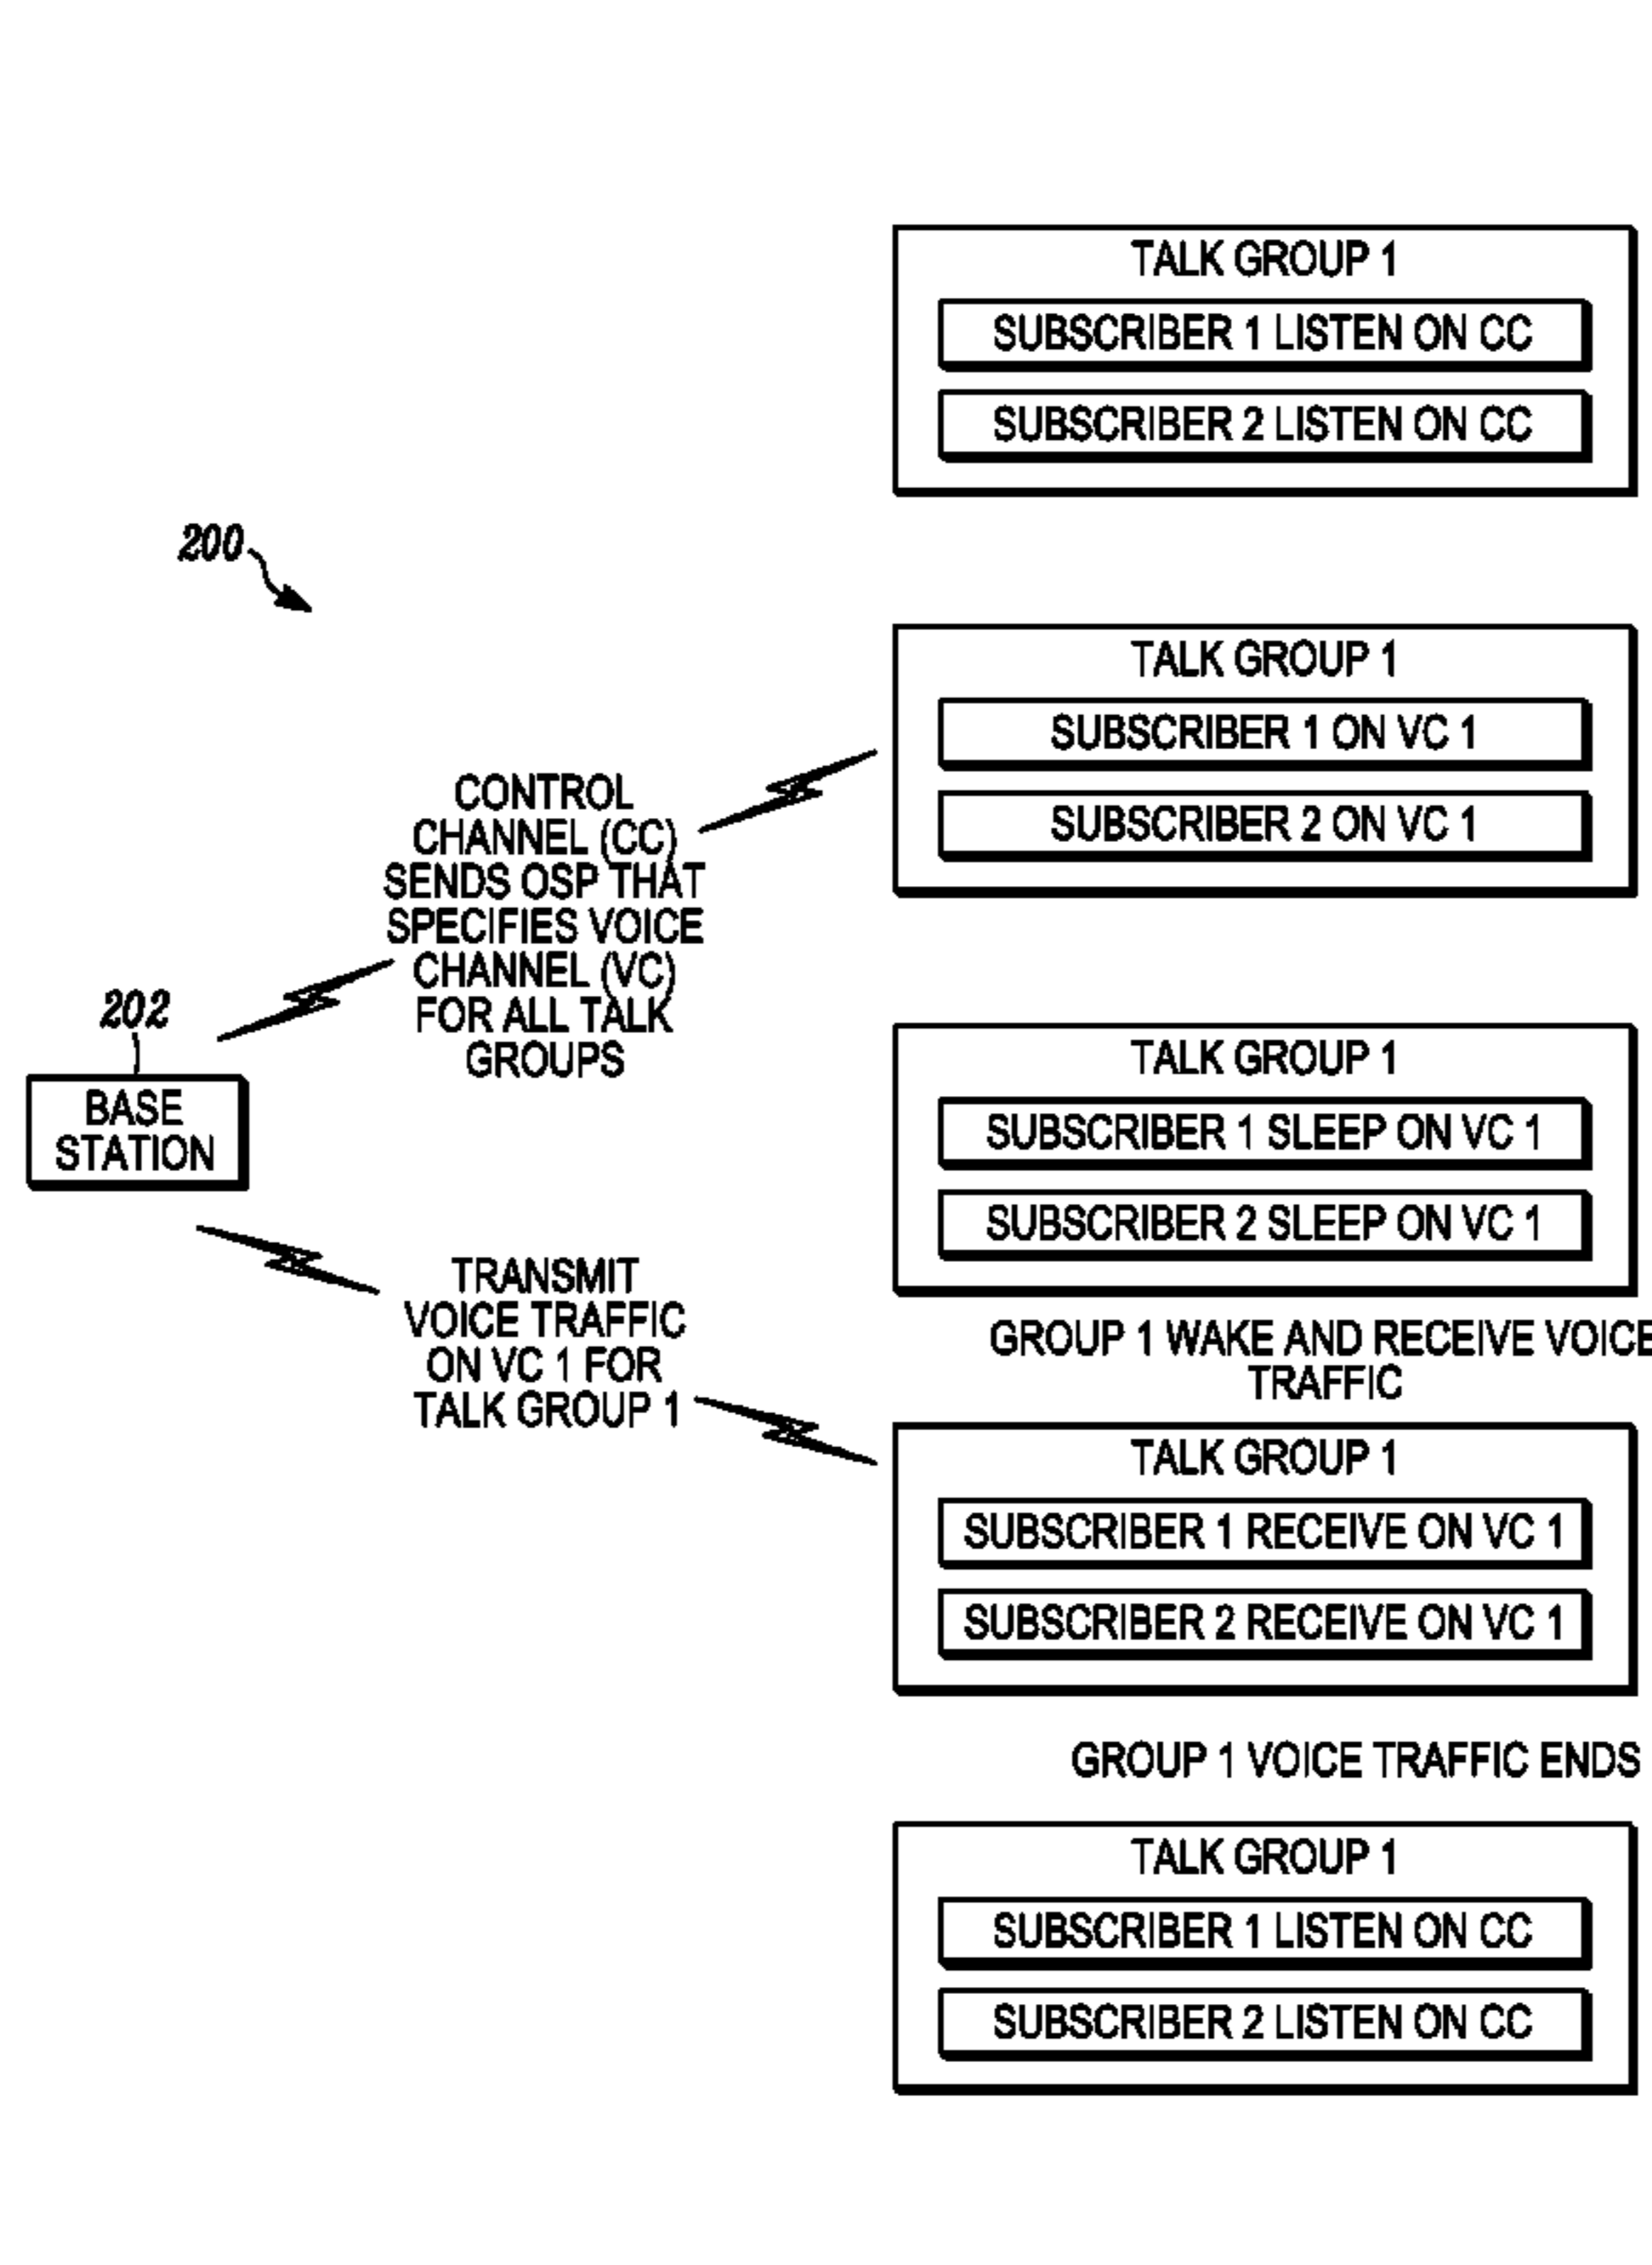 TALK GROUP 1
SUBSCRIBER 1 LISTEN ON CC
SUBSCRIBER 2 LISTEN ON CC
200
TALK GROUP 1
SUBSCRIBER 1 ON VC 1
SUBSCRIBER 2 ON VC 1
CONTROL
CHANNEL (CC)
SENDS OSP THAT
SPECIFIES VOICE
CHANNEL (VC)
FOR ALL TALK
GROUPS
202
BASE
STATION
TALK GROUP 1
SUBSCRIBER 1 SLEEP ON VC 1
SUBSCRIBER 2 SLEEP ON VC 1
TRANSMIT
VOICE TRAFFIC
ON VC 1 FOR
TALK GROUP 1
GROUP 1 WAKE AND RECEIVE VOICE
TRAFFIC
TALK GROUP 1
SUBSCRIBER 1 RECEIVE ON VC 1
SUBSCRIBER 2 RECEIVE ON VC 1
GROUP 1 VOICE TRAFFIC ENDS
TALK GROUP 1
SUBSCRIBER 1 LISTEN ON CC
SUBSCRIBER 2 LISTEN ON CC